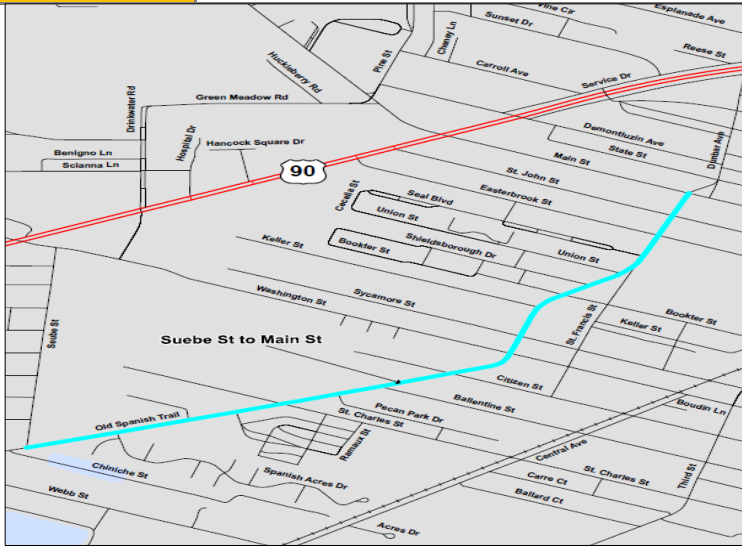 Vine Cir
Esplanade Ave
Sunset Dr
Chaney Ln
Reese St
Pine St
Carroll Ave
Huckleberry Rd
Service Dr
Green Meadow Rd
Drinkwater Rd
Demontluzin Ave
State St
Dunbar Ave
Hospital Dr
Hancock Square Dr
Benigno Ln
Scianna Ln
Main St
90
St. John St
Cecelia St
Seal Blvd
Easterbrook St
Union St
Keller St
Bookter St
Shieldsborough Dr
Union St
Washington St
Sycamore St
St. Francis St
Bookter St
Keller St
Seube St
Suebe St to Main St
Citizen St
Ballentine St
Boudin Ln
Old Spanish Trail
Pecan Park Dr
St. Charles St
Ramaux St
Central Ave
Chiniche St
Spanish Acres Dr
St. Charles St
Carre Ct
Third St
Webb St
Ballard Ct
Acres Dr